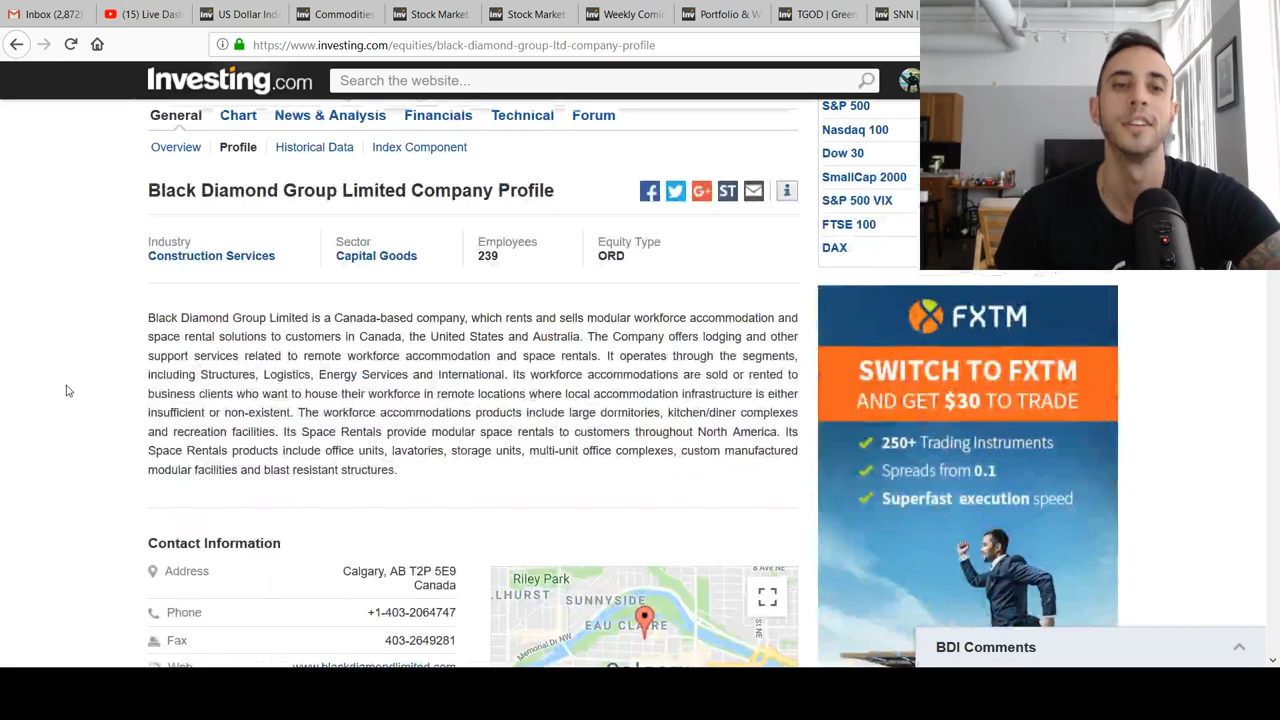 Inbox (2,872)
(15) Live Das
US Dollar Ind
Commodities
Stock Market
Stock Market
Weekly Comi
Portfolio & W
TGOD | Green
SNN |
https://www.investing.com/equities/black-diamond-group-ltd-company-profile
Investing.com
Search the website...
General Chart News & Analysis Financials Technical Forum
Overview Profile Historical Data Index Component
Black Diamond Group Limited Company Profile
ST
Industry
Construction Services
Sector
Capital Goods
Employees
239
Equity Type
ORD
Black Diamond Group Limited is a Canada-based company, which rents and sells modular workforce accommodation and
space rental solutions to customers in Canada, the United States and Australia. The Company offers lodging and other
support services related to remote workforce accommodation and space rentals. It operates through the segments,
including Structures, Logistics, Energy Services and International. Its workforce accommodations are sold or rented to
business clients who want to house their workforce in remote locations where local accommodation infrastructure is either
insufficient or non-existent. The workforce accommodations products include large dormitories, kitchen/diner complexes
and recreation facilities. Its Space Rentals provide modular space rentals to customers throughout North America. Its
Space Rentals products include office units, lavatories, storage units, multi-unit office complexes, custom manufactured
modular facilities and blast resistant structures.
Contact Information
Address Calgary, AB T2P 5E9
Canada
Phone +1-403-2064747
Fax 403-2649281
Web www.blackdiamondlimited.com
Riley Park
LLHURST
SUNNYSIDE
EAU CLAIRE
Memorial Dr NW
Calgary
S&P 500
Nasdaq 100
Dow 30
SmallCap 2000
S&P 500 VIX
FTSE 100
DAX
FXTM
SWITCH TO FXTM
AND GET $30 TO TRADE
250+ Trading Instruments
Spreads from 0.1
Superfast execution speed
BDI Comments